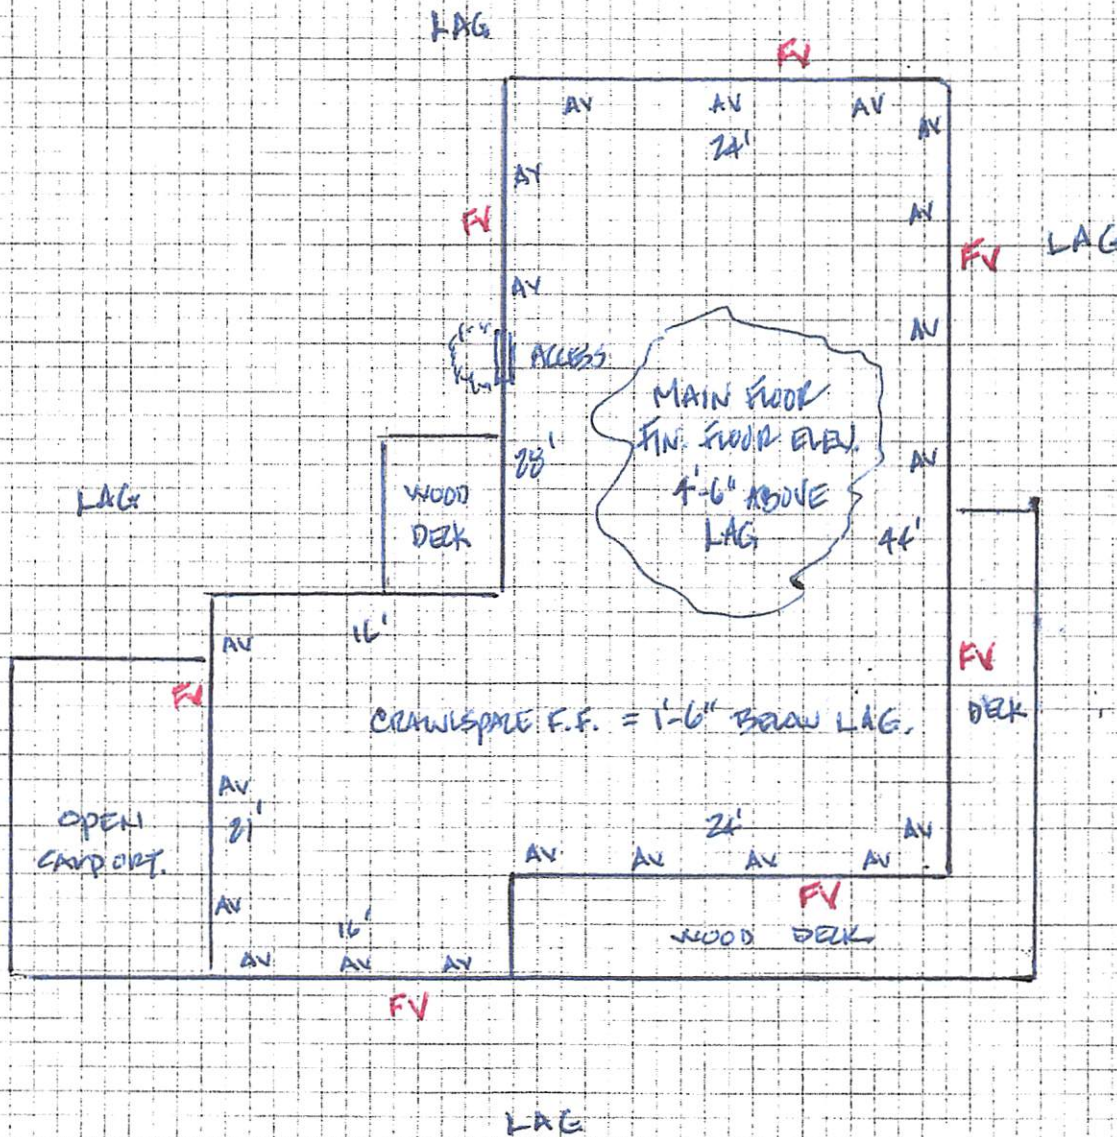 LAG
FV
AV AV AV
AV
24'
AV
FV
AV
FV
LAG
AV
AV
ACCESS
MAIN FLOOR
FIN. FLOOR ELEV.
4'-6" ABOVE
LAG
28'
AV
LAG
WOOD
DECK
44'
16'
AV
FV
FV
CRAWLSPACE F.F. = 1'-6" BELOW LAG.
DECK
AV
OPEN
CARPORT.
21'
24'
AV
AV AV AV AV
FV
AV
WOOD DECK
16'
AV AV AV
FV
LAG